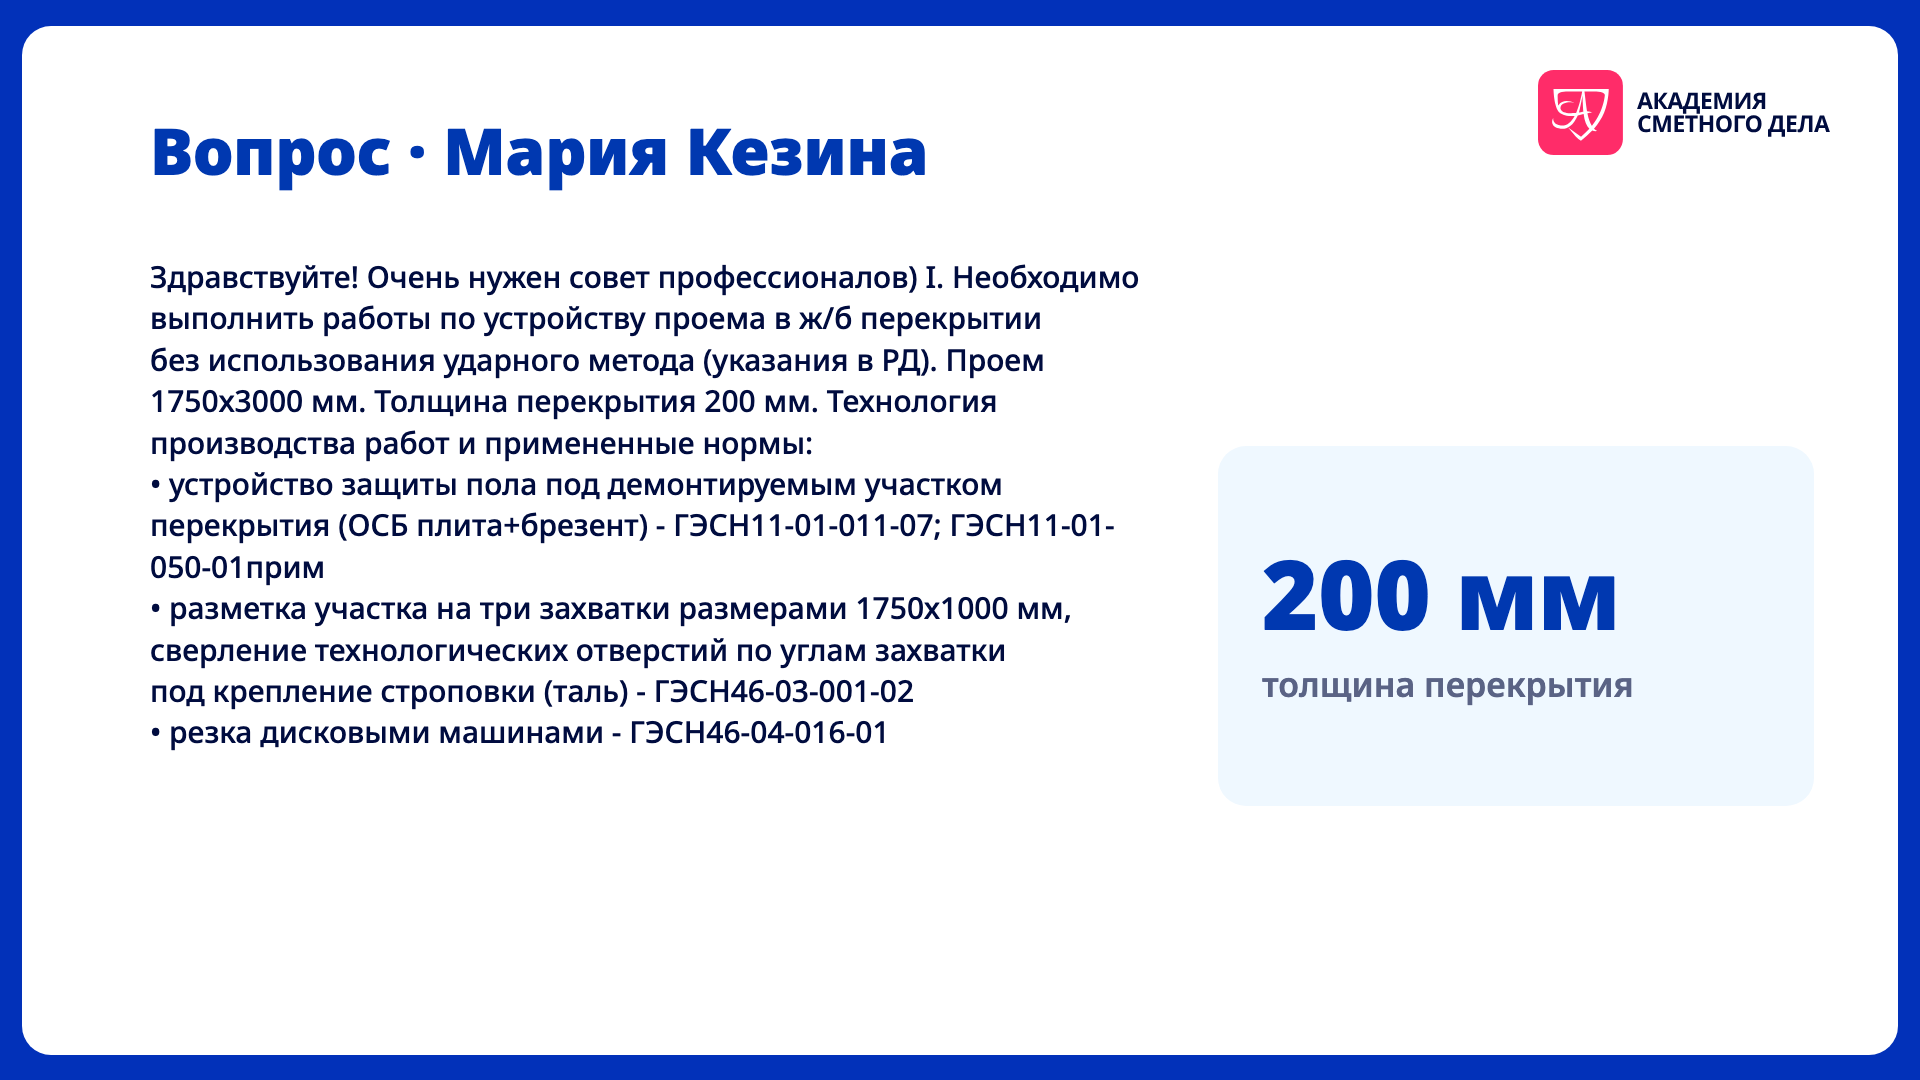 Вопрос · Мария Кезина
АКАДЕМИЯ
СМЕТНОГО ДЕЛА
Здравствуйте! Очень нужен совет профессионалов) I. Необходимо
выполнить работы по устройству проема в ж/б перекрытии
без использования ударного метода (указания в РД). Проем
1750х3000 мм. Толщина перекрытия 200 мм. Технология
производства работ и примененные нормы:
• устройство защиты пола под демонтируемым участком
перекрытия (ОСБ плита+брезент) - ГЭСН11-01-011-07; ГЭСН11-01-
050-01прим
• разметка участка на три захватки размерами 1750х1000 мм,
сверление технологических отверстий по углам захватки
под крепление строповки (таль) - ГЭСН46-03-001-02
• резка дисковыми машинами - ГЭСН46-04-016-01
200 мм
толщина перекрытия